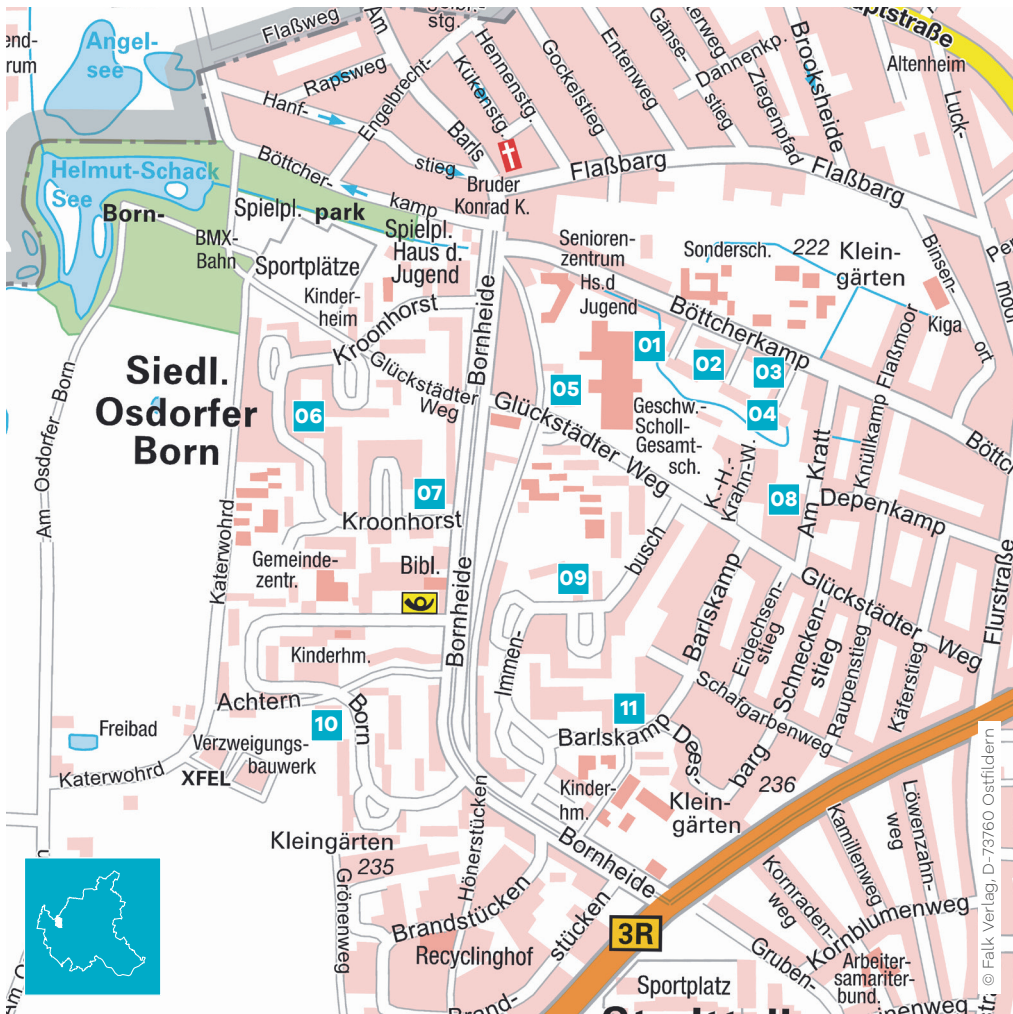 Flaßweg
Am
stg.
Angel-
see
rum
Rapsweg
Hanf-
Engelbrecht-
Kükenstg.
Hennenstg.
Gockelstieg
Entenweg
Gänse-
stieg
Dannenkp.
Ziegenpfad
Brooksheide
Altenheim
Luck-
Barls
stieg
Flaßbarg
Flaßbarg
Böttcher-
kamp
Bruder
Konrad K.
Helmut-Schack
See
Born-
park
Spielpl.
Spielpl.
BMX-
Bahn
Sportplätze
Haus d.
Jugend
Kinder-
heim
Kroonhorst
Bornheide
Senioren-
zentrum
Hs.d
Jugend
Sondersch.
222
Klein-
gärten
Binsen-
ort
Kiga
Böttcherkamp
Flaßmoor
Knüllkamp
Siedl.
Osdorfer
Born
Am Osdorfer Born
Glückstädter
Weg
01
02
03
04
05
06
07
08
09
10
11
Glückstädter Weg
Geschw.-
Scholl-
Gesamt-
sch.
K.-H.-
Krahn-W.
Am Kratt
Depenkamp
Kroonhorst
Katerwohrd
Gemeinde-
zentr.
Bibl.
Bornheide
busch
Immen-
Barlskamp
Eidechsen-
stieg
Schnecken-
stieg
Raupenstieg
Käferstieg
Glückstädter Weg
Flurstraße
Schafgarbenweg
Kinderhm.
Achtern
Born
Freibad
Katerwohrd
Verzweigungs-
bauwerk
XFEL
Barlskamp
Des-
barg
236
Kinder-
hm.
Klein-
gärten
Kleingärten
235
Grönenweg
Hönerstücken
Bornheide
Brandstücken
Recyclinghof
Brand-
stücken
3R
Sportplatz
Kornraden-
weg
Kamillenweg
Löwenzahn-
weg
Kornblumenweg
Gruben-
Arbeiter-
samariter-
bund.
© Falk Verlag, D-73760 Ostfildern